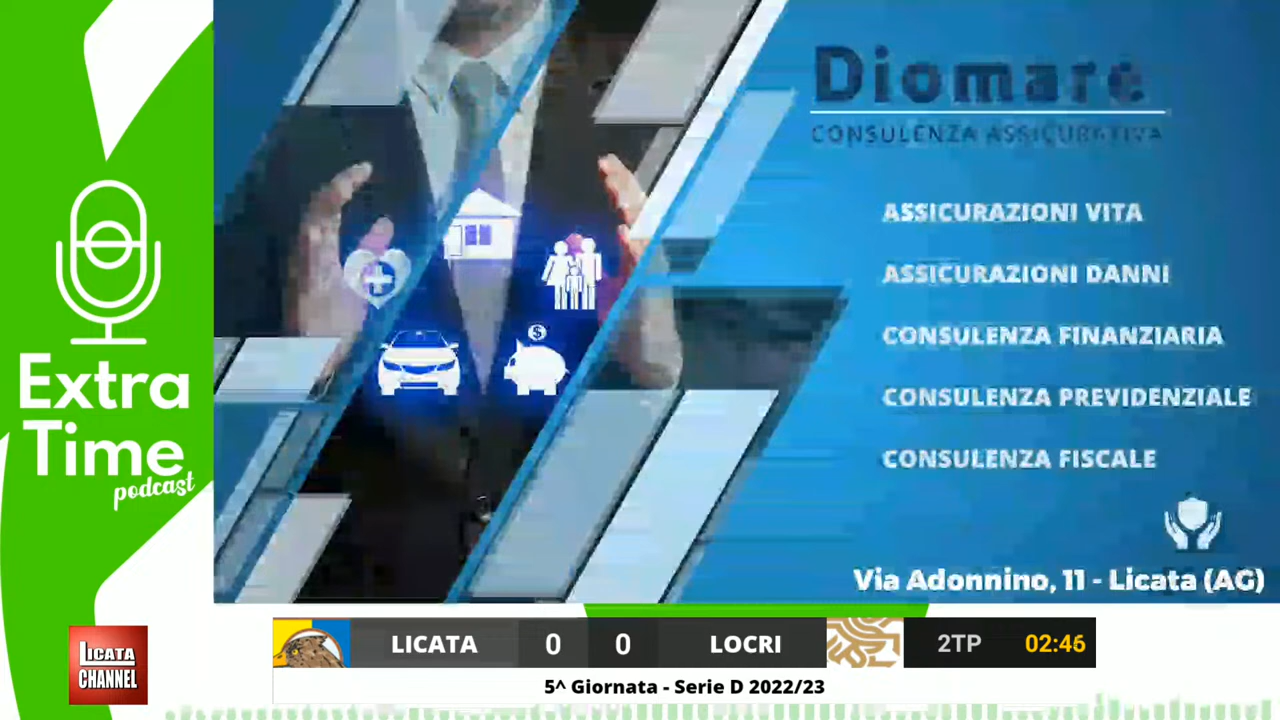 Diomare
CONSULENZA ASSICURATIVA
ASSICURAZIONI VITA
ASSICURAZIONI DANNI
CONSULENZA FINANZIARIA
CONSULENZA PREVIDENZIALE
CONSULENZA FISCALE
Via Adonnino, 11 - Licata (AG)
Extra
Time
podcast
LICATA
CHANNEL
LICATA 0 0 LOCRI 2TP 02:46
5^ Giornata - Serie D 2022/23